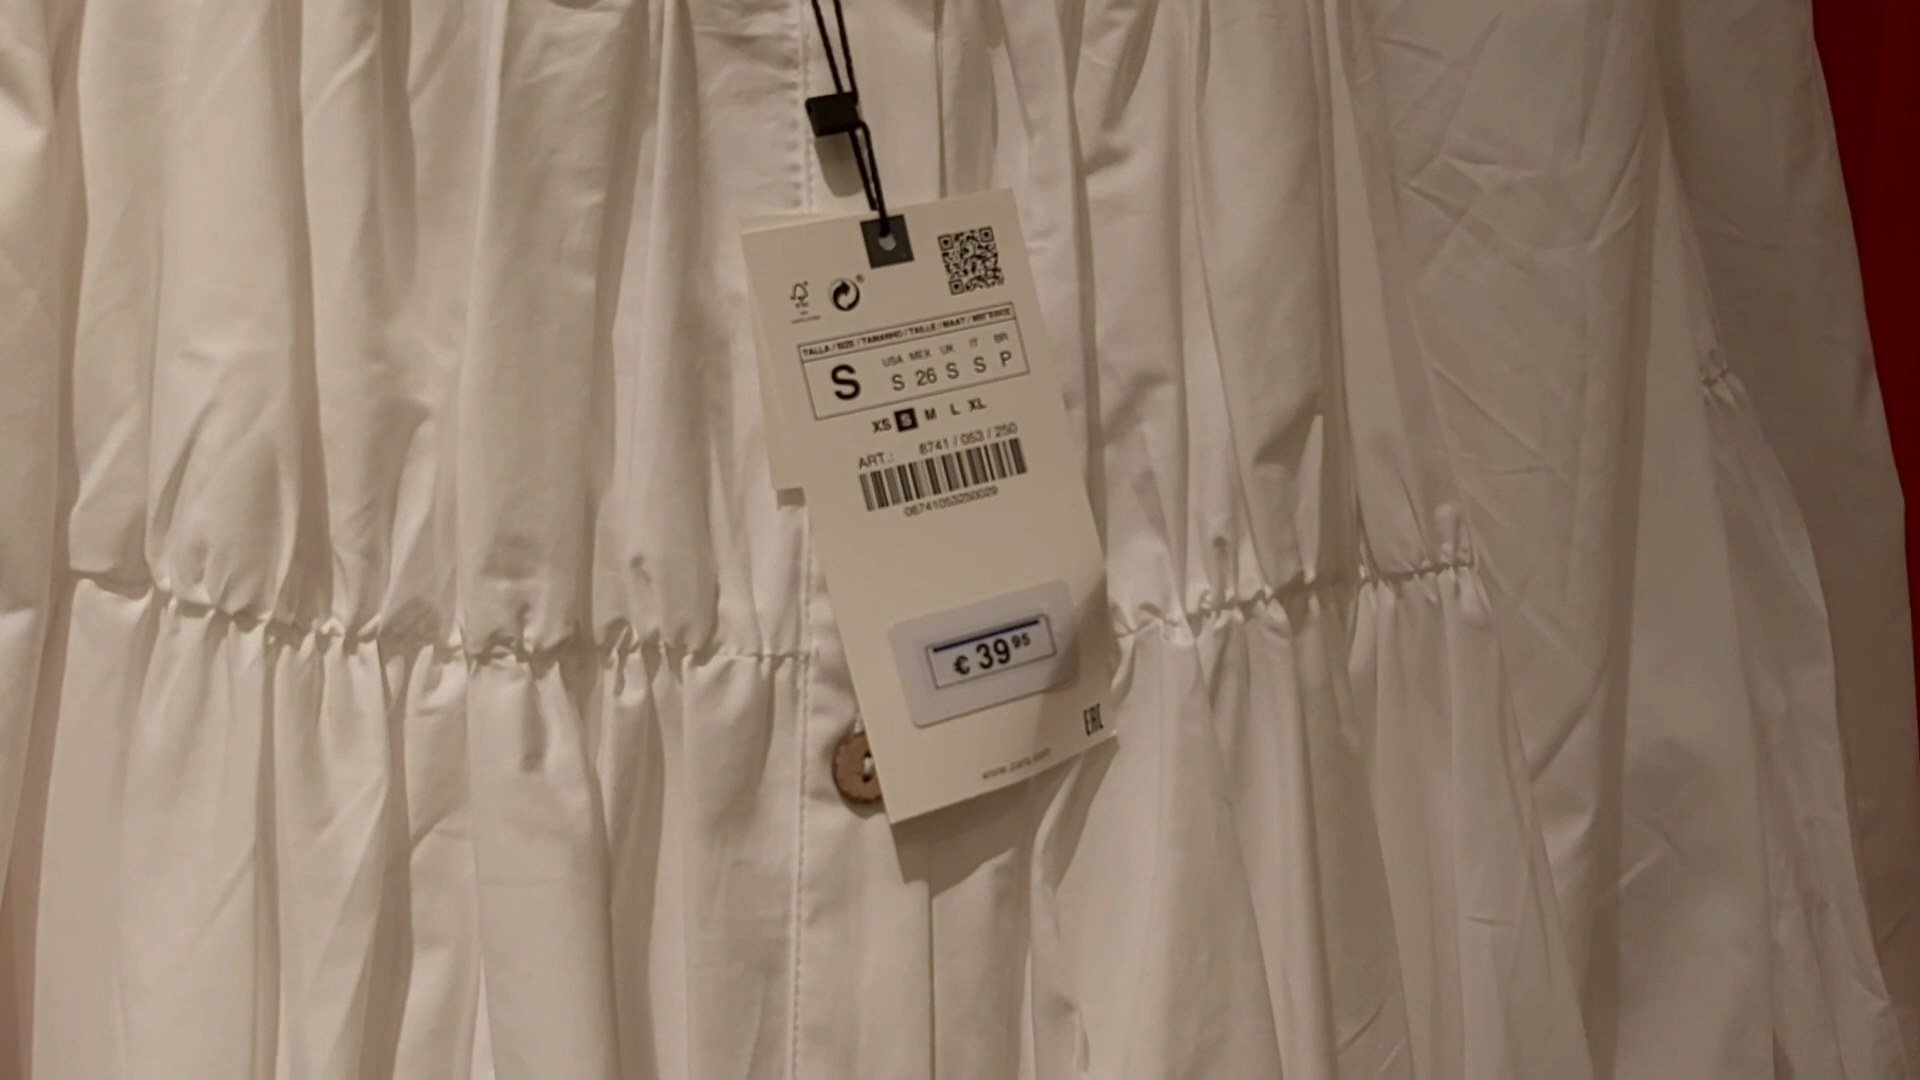 TALLA / SIZE / TAMANHO / TAILLE / MAAT /
USA MEX UK IT BR
S S 26 S S P
XS S M L XL
ART.: 6741 / 053 / 250
06741053250029
€ 39 95
EAC
www.zara.com